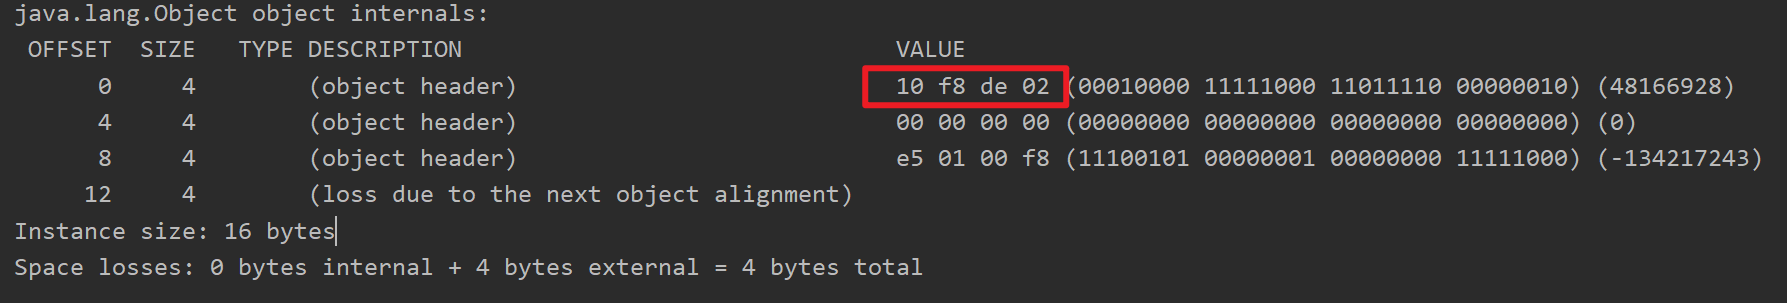 java.lang.Object object internals:
 OFFSET  SIZE   TYPE DESCRIPTION                               VALUE
      0     4        (object header)                           10 f8 de 02 (00010000 11111000 11011110 00000010) (48166928)
      4     4        (object header)                           00 00 00 00 (00000000 00000000 00000000 00000000) (0)
      8     4        (object header)                           e5 01 00 f8 (11100101 00000001 00000000 11111000) (-134217243)
     12     4        (loss due to the next object alignment)
Instance size: 16 bytes
Space losses: 0 bytes internal + 4 bytes external = 4 bytes total